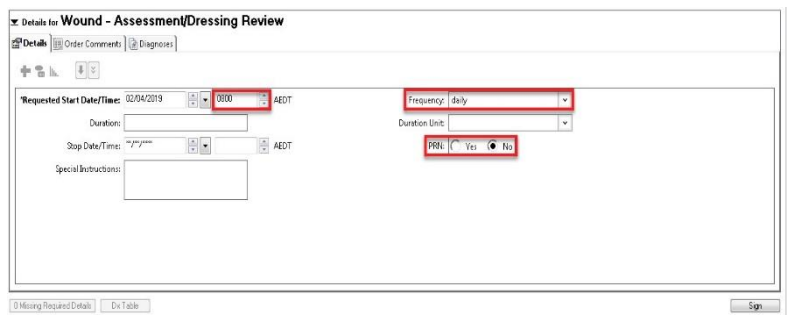 Details for Wound - Assessment/Dressing Review
Details Order Comments Diagnoses
*Requested Start Date/Time: 02/04/2019 0800 AEDT Frequency: daily
Duration: Duration Unit:
Stop Date/Time: **/**/**** AEDT PRN: Yes No
Special Instructions:
0 Missing Required Details Dx Table Sign